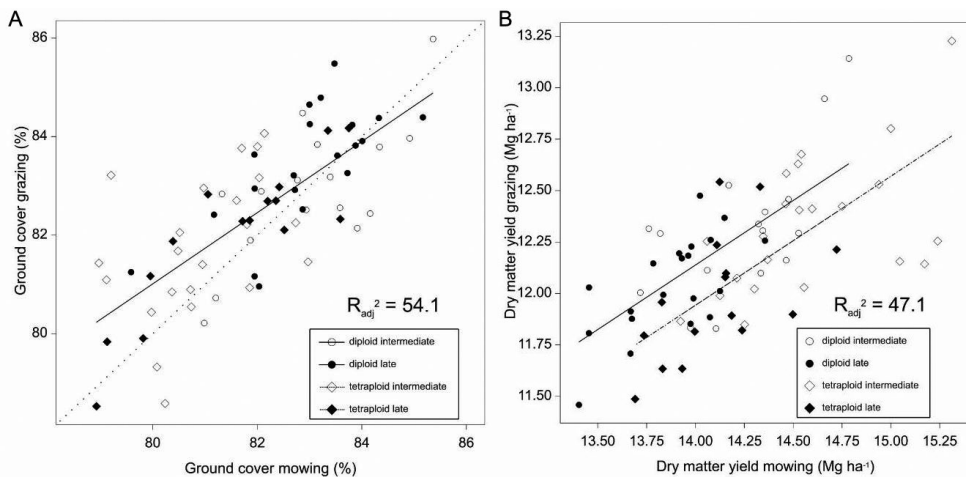 A
Ground cover grazing (%)
86
84
82
80
80
82
84
86
Ground cover mowing (%)
R_adj² = 54.1
diploid intermediate
diploid late
tetraploid intermediate
tetraploid late
B
Dry matter yield grazing (Mg ha⁻¹)
13.25
13.00
12.75
12.50
12.25
12.00
11.75
11.50
13.50
13.75
14.00
14.25
14.50
14.75
15.00
15.25
Dry matter yield mowing (Mg ha⁻¹)
R_adj² = 47.1
diploid intermediate
diploid late
tetraploid intermediate
tetraploid late